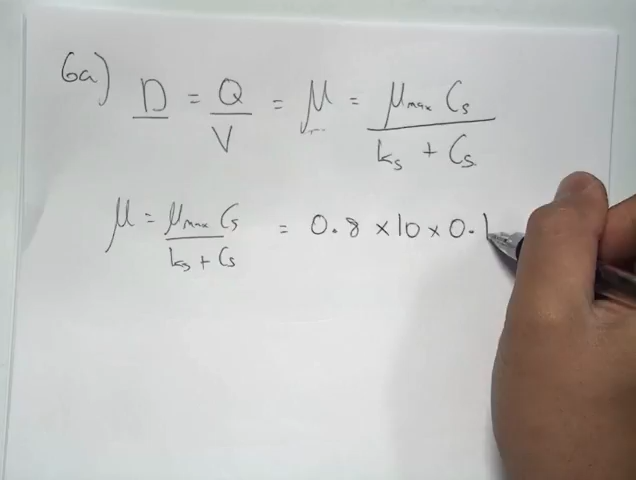 6a) D = Q/V = μ = μmax Cs / ks + Cs
μ = μmax Cs / ks + Cs = 0.8 × 10 × 0.1